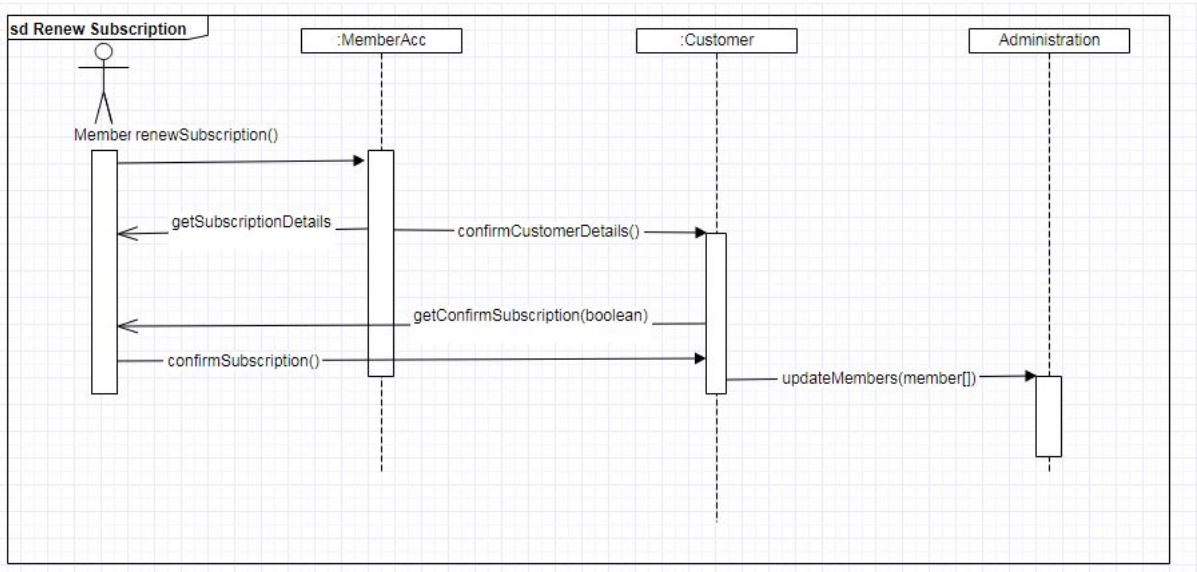 sd Renew Subscription
:MemberAcc
:Customer
Administration
Member
renewSubscription()
getSubscriptionDetails
confirmCustomerDetails()
getConfirmSubscription(boolean)
confirmSubscription()
updateMembers(member[])